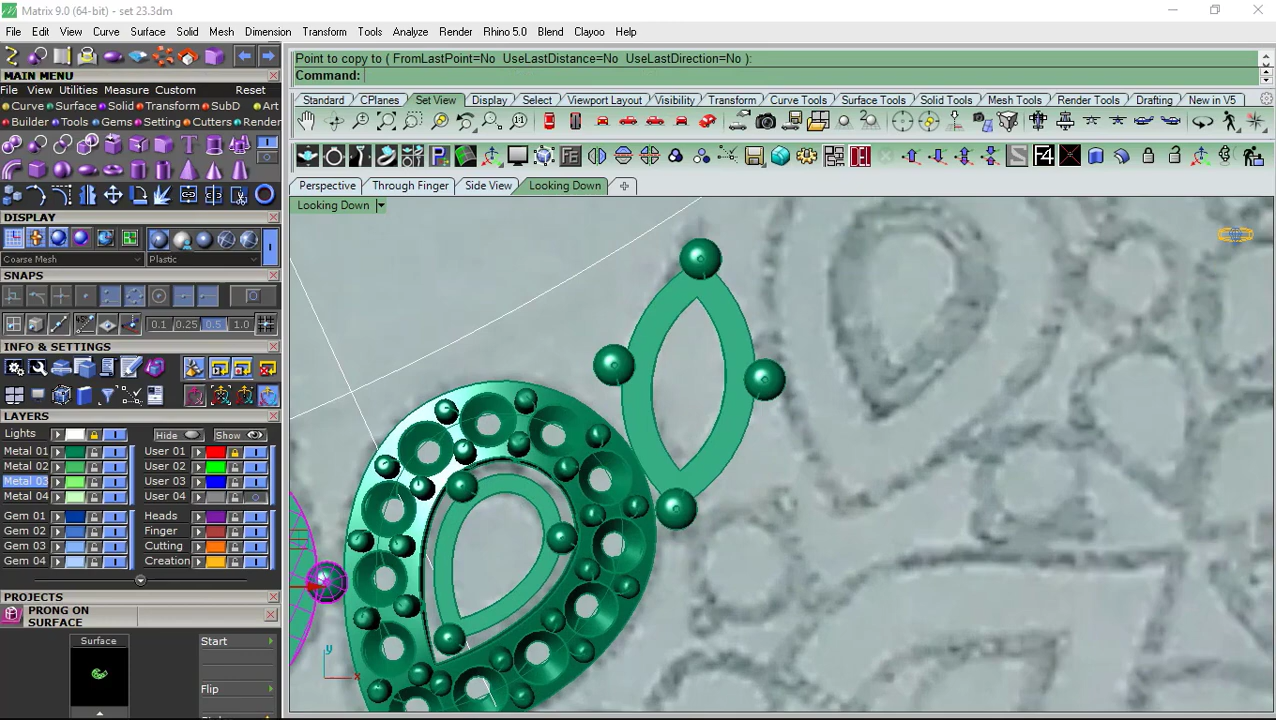 Matrix 9.0 (64-bit) - set 23.3dm
File Edit View Curve Surface Solid Mesh Dimension Transform Tools Analyze Render Rhino 5.0 Blend Clayoo Help
Point to copy to ( FromLastPoint=No UseLastDistance=No UseLastDirection=No ):
Command:
MAIN MENU
File View Utilities Measure Custom Reset
Curve Surface Solid Transform SubD Art
Builder Tools Gems Setting Cutters Render
Standard CPlanes Set View Display Select Viewport Layout Visibility Transform Curve Tools Surface Tools Solid Tools Mesh Tools Render Tools Drafting New in V5
Perspective Through Finger Side View Looking Down
Looking Down
DISPLAY
Coarse Mesh Plastic
SNAPS
0.1 0.25 0.5 1.0
INFO & SETTINGS
LAYERS
Lights Hide Show
Metal 01 User 01
Metal 02 User 02
Metal 03 User 03
Metal 04 User 04
Gem 01 Heads
Gem 02 Finger
Gem 03 Cutting
Gem 04 Creation
PROJECTS
PRONG ON
SURFACE
Surface Start
Flip
y
x